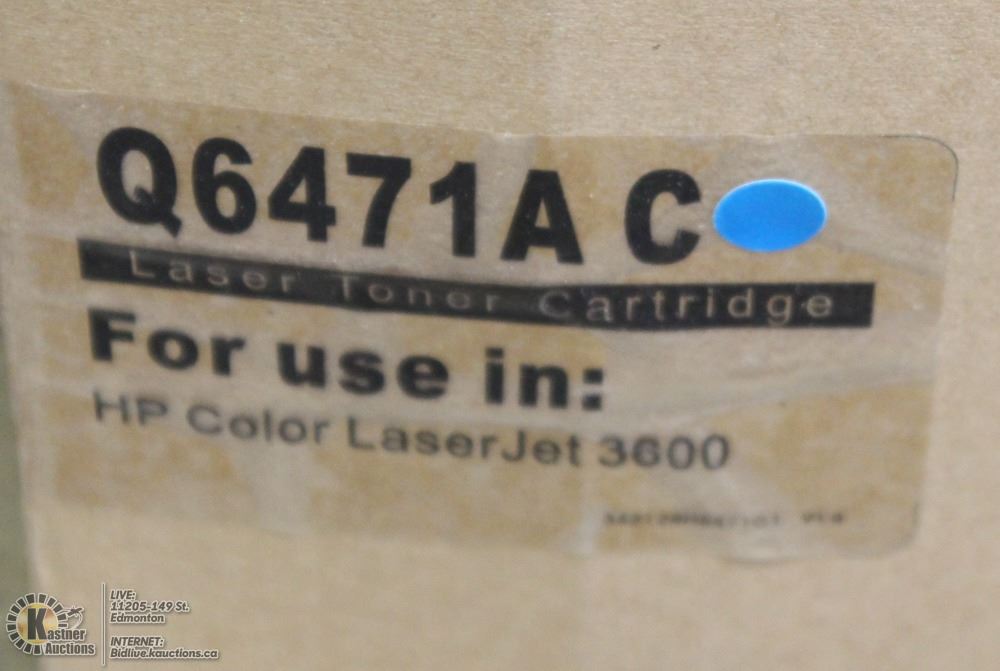 Q6471A C
Laser Toner Cartridge
For use in:
HP Color LaserJet 3600
Kastner
Auctions
LIVE:
11205-149 St.
Edmonton
INTERNET:
Bidlive.kauctions.ca